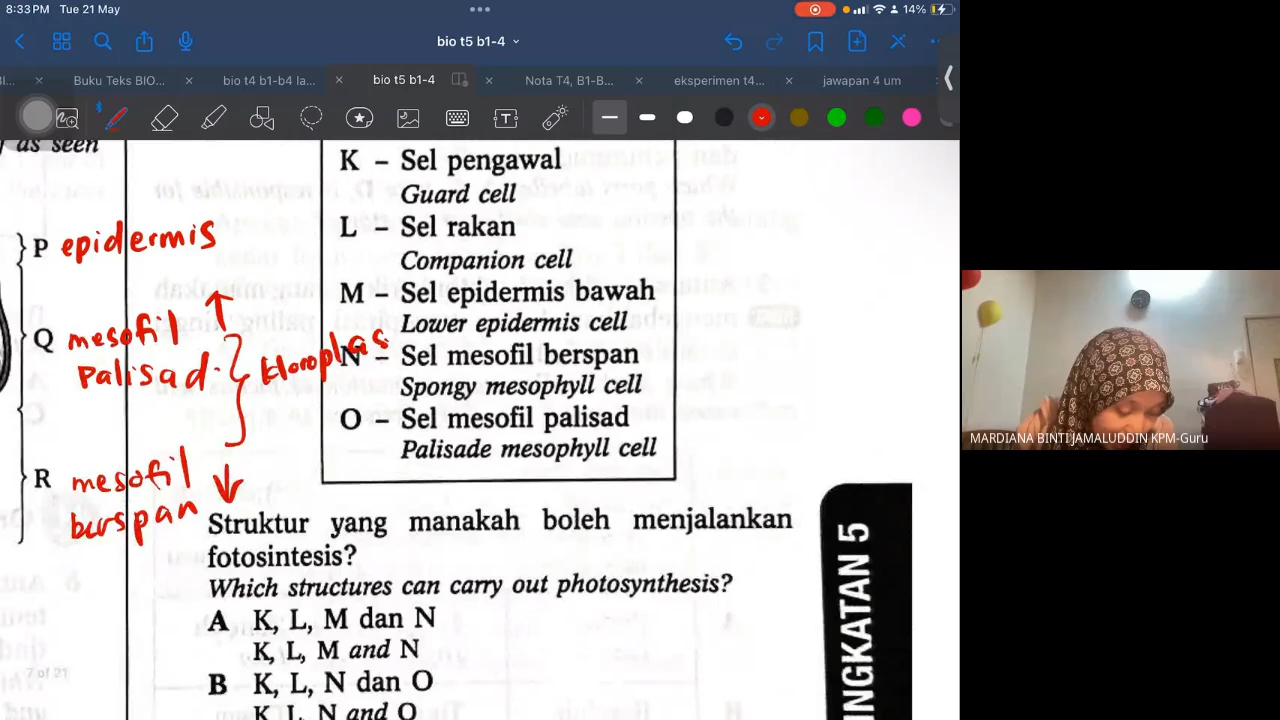 8:33 PM Tue 21 May
14%
bio t5 b1-4
Buku Teks BIO...
bio t4 b1-b4 la...
bio t5 b1-4
Nota T4, B1-B...
eksperimen t4...
jawapan 4 um
as seen
P epidermis
Q mesofil
palisad
kloroplas
R mesofil
berspan
K – Sel pengawal
Guard cell
L – Sel rakan
Companion cell
M – Sel epidermis bawah
Lower epidermis cell
N – Sel mesofil berspan
Spongy mesophyll cell
O – Sel mesofil palisad
Palisade mesophyll cell
Struktur yang manakah boleh menjalankan
fotosintesis?
Which structures can carry out photosynthesis?
A K, L, M dan N
K, L, M and N
B K, L, N dan O
K, L, N and O
7 of 21
INGKATAN 5
MARDIANA BINTI JAMALUDDIN KPM-Guru